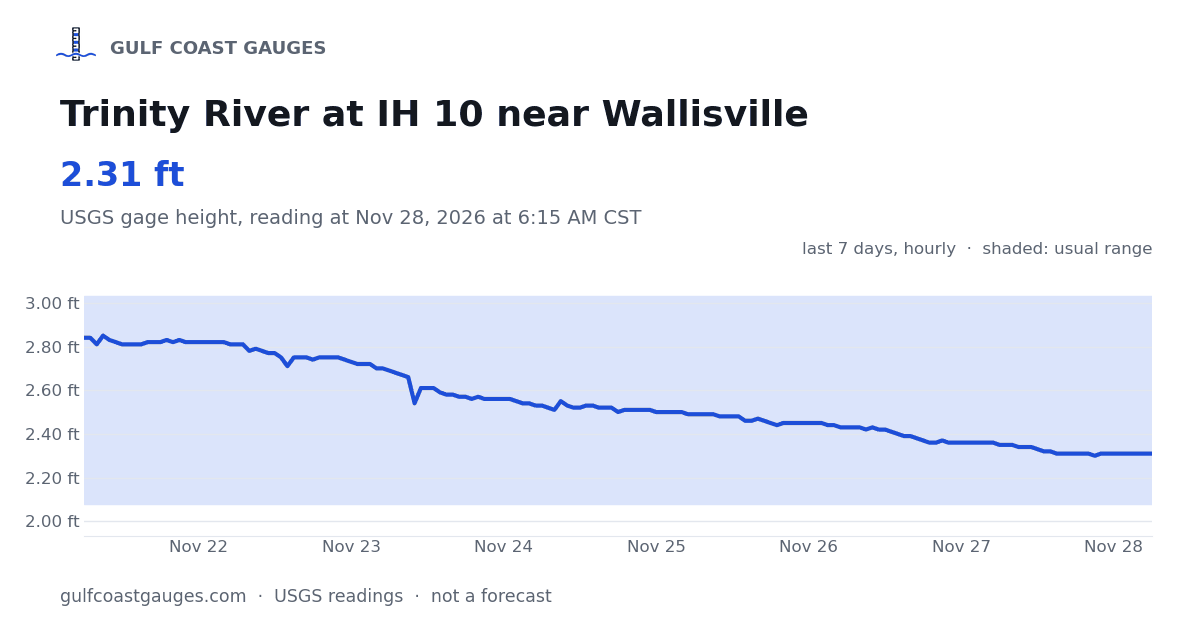 GULF COAST GAUGES
Trinity River at IH 10 near Wallisville
2.31 ft
USGS gage height, reading at Nov 28, 2026 at 6:15 AM CST
last 7 days, hourly · shaded: usual range
3.00 ft
2.80 ft
2.60 ft
2.40 ft
2.20 ft
2.00 ft
Nov 22 Nov 23 Nov 24 Nov 25 Nov 26 Nov 27 Nov 28
gulfcoastgauges.com · USGS readings · not a forecast